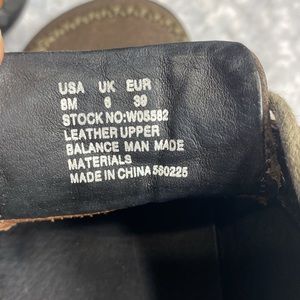 USA UK EUR
8M 6 39
STOCK NO:W05582
LEATHER UPPER
BALANCE MAN MADE
MATERIALS
MADE IN CHINA 580225